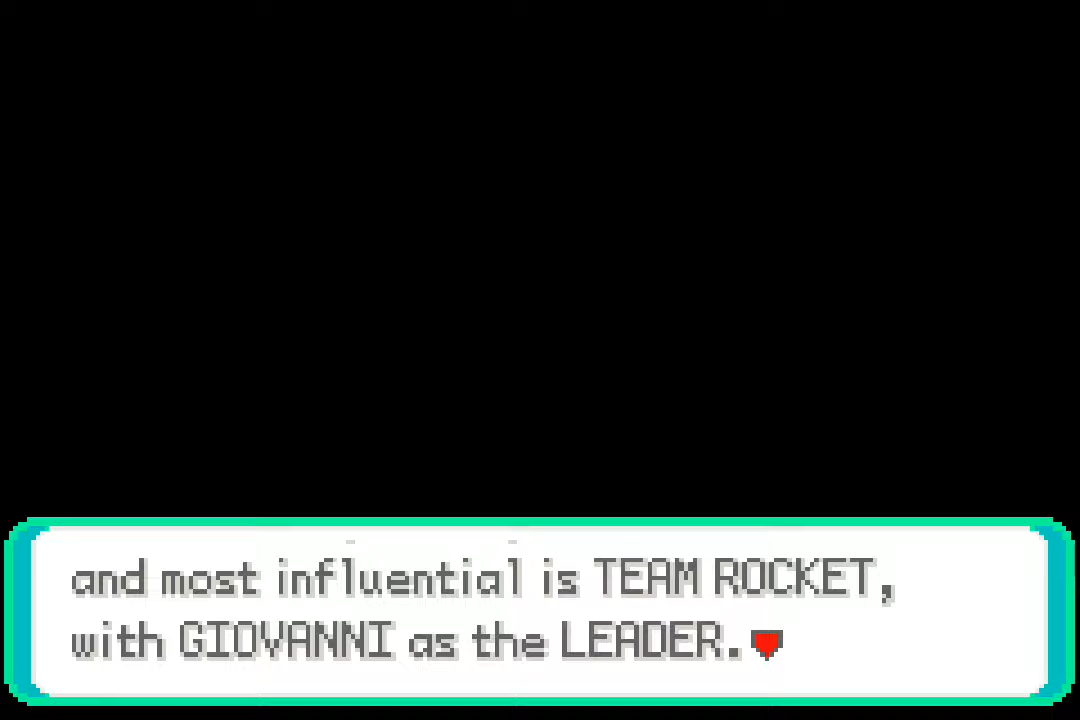 and most influential is TEAM ROCKET,
with GIOVANNI as the LEADER.